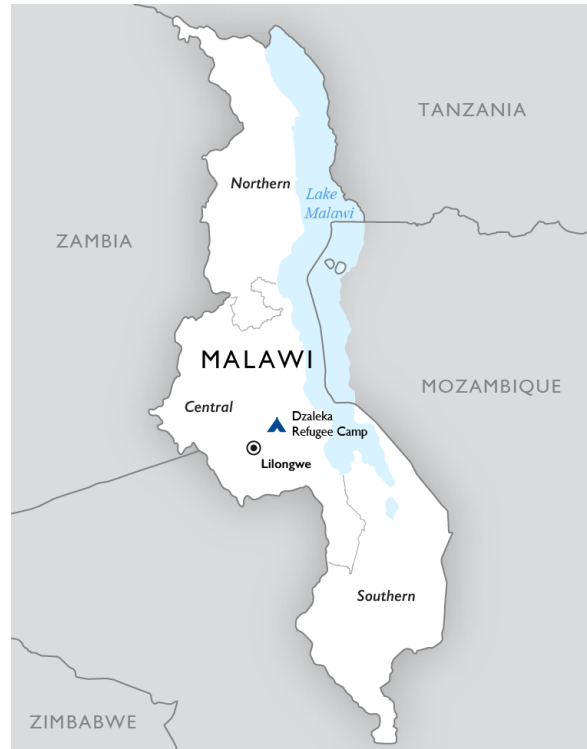 TANZANIA
Northern
Lake
Malawi
ZAMBIA
MALAWI
MOZAMBIQUE
Central
Dzaleka
Refugee Camp
Lilongwe
Southern
ZIMBABWE